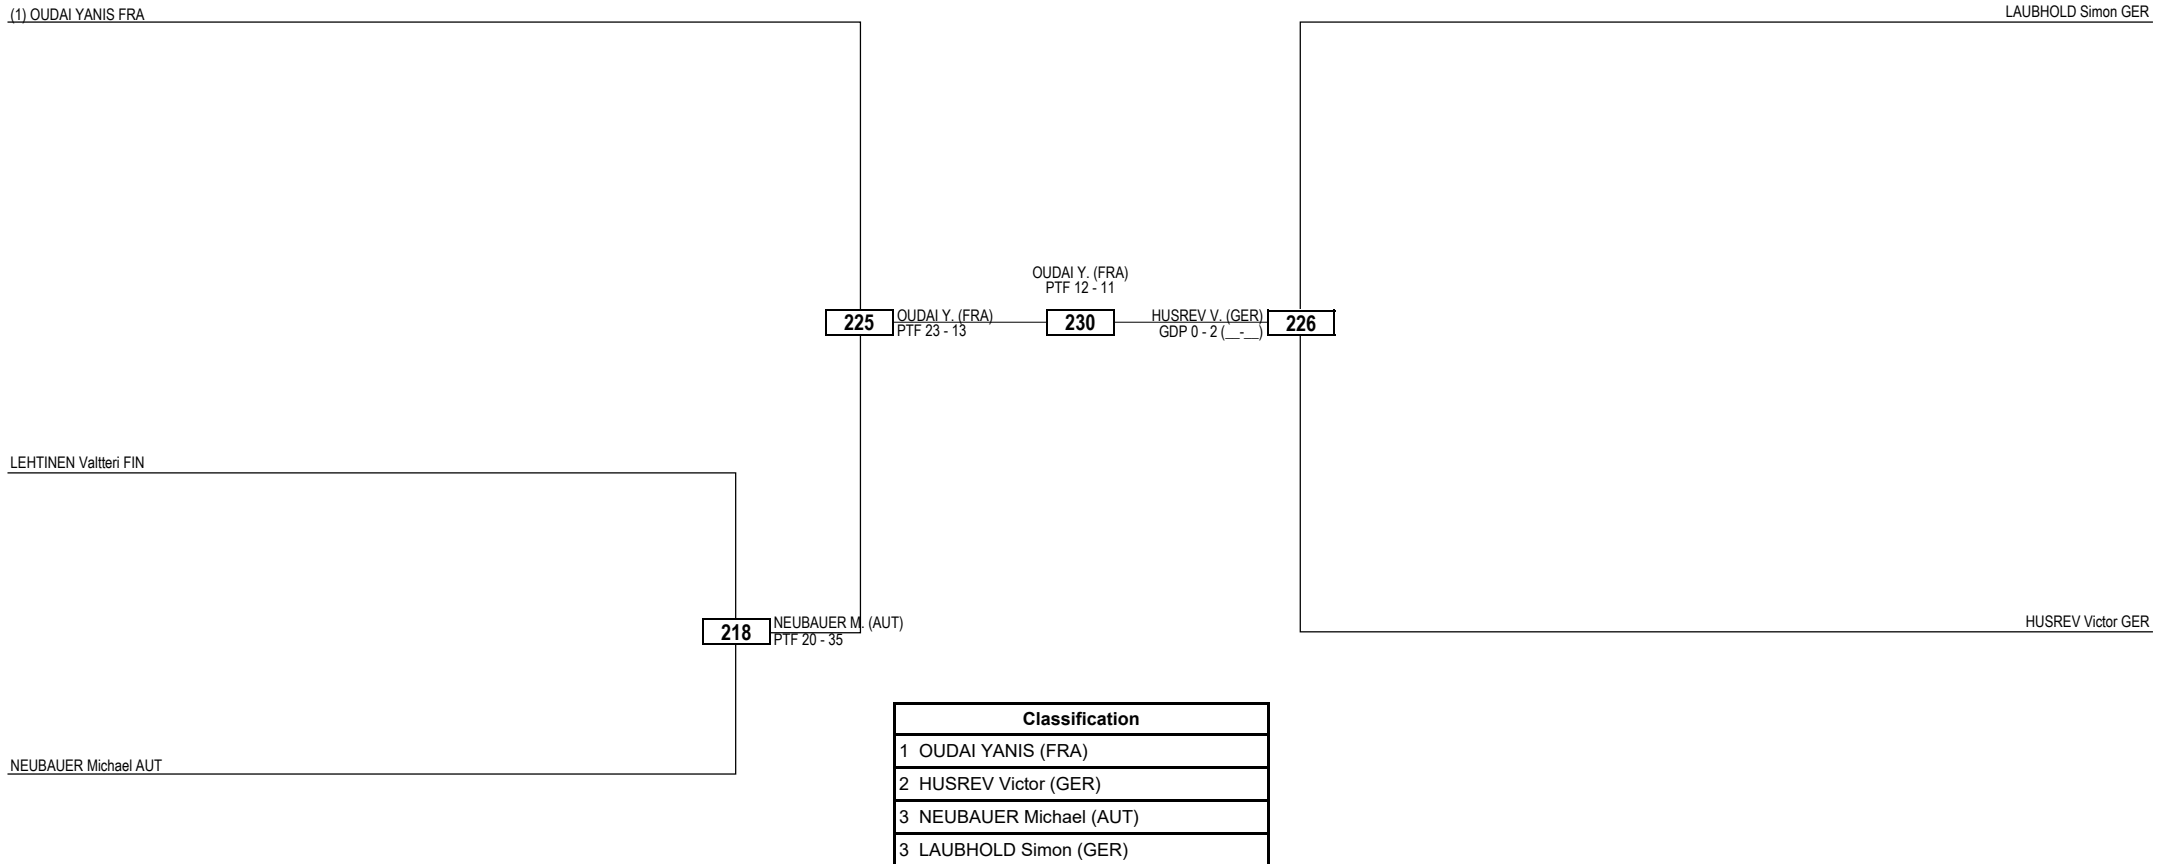 (1) OUDAI YANIS FRA
LAUBHOLD Simon GER
OUDAI Y. (FRA)
PTF 12 - 11
225
OUDAI Y. (FRA)
PTF 23 - 13
230
HUSREV V. (GER)
GDP 0 - 2 (__-__)
226
LEHTINEN Valtteri FIN
218
NEUBAUER M. (AUT)
PTF 20 - 35
HUSREV Victor GER
NEUBAUER Michael AUT
Classification
1 OUDAI YANIS (FRA)
2 HUSREV Victor (GER)
3 NEUBAUER Michael (AUT)
3 LAUBHOLD Simon (GER)